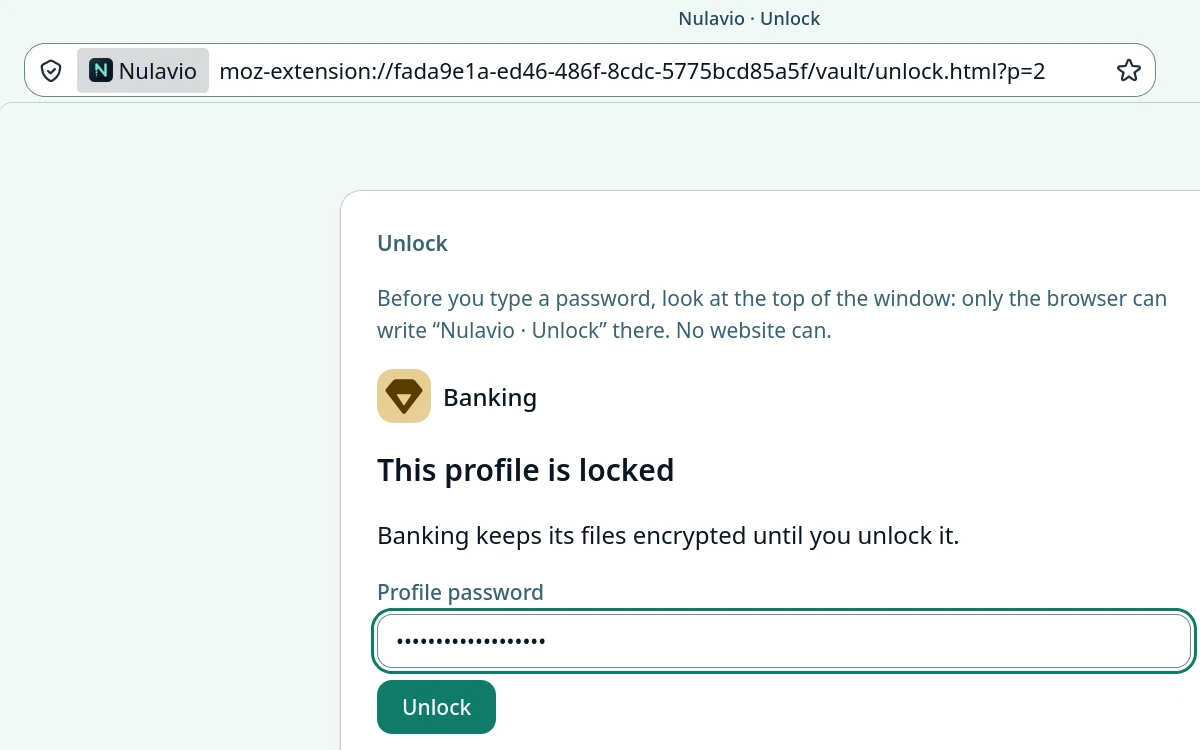 Nulavio · Unlock
Nulavio moz-extension://fada9e1a-ed46-486f-8cdc-5775bcd85a5f/vault/unlock.html?p=2
Unlock
Before you type a password, look at the top of the window: only the browser can
write “Nulavio · Unlock” there. No website can.
Banking
This profile is locked
Banking keeps its files encrypted until you unlock it.
Profile password
•••••••••••••••••••
Unlock